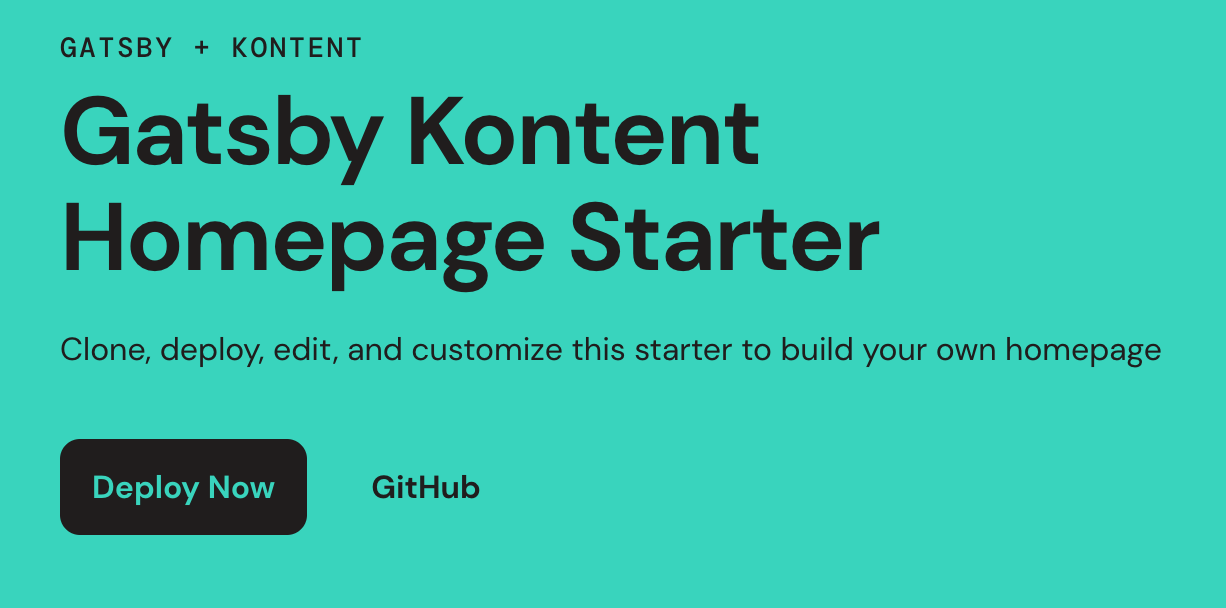 GATSBY + KONTENT
Gatsby Kontent
Homepage Starter
Clone, deploy, edit, and customize this starter to build your own homepage
Deploy Now
GitHub